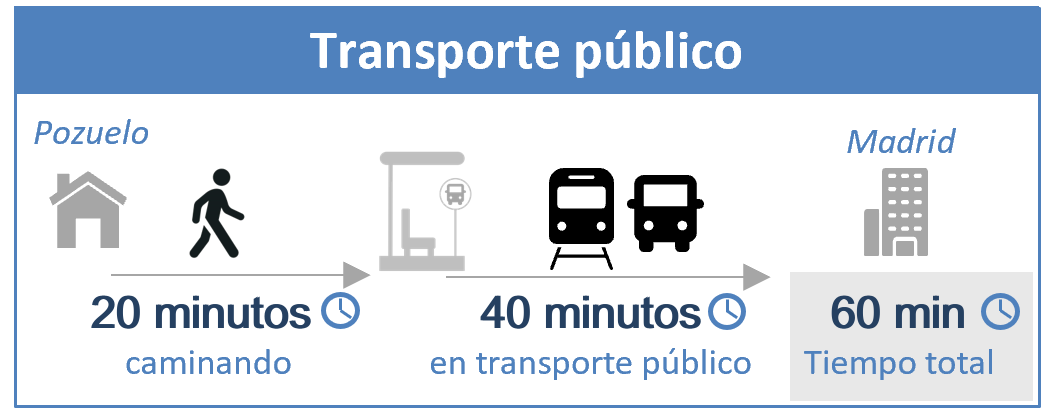 Transporte público
Pozuelo
Madrid
20 minutos
40 minutos
60 min
caminando
en transporte público
Tiempo total